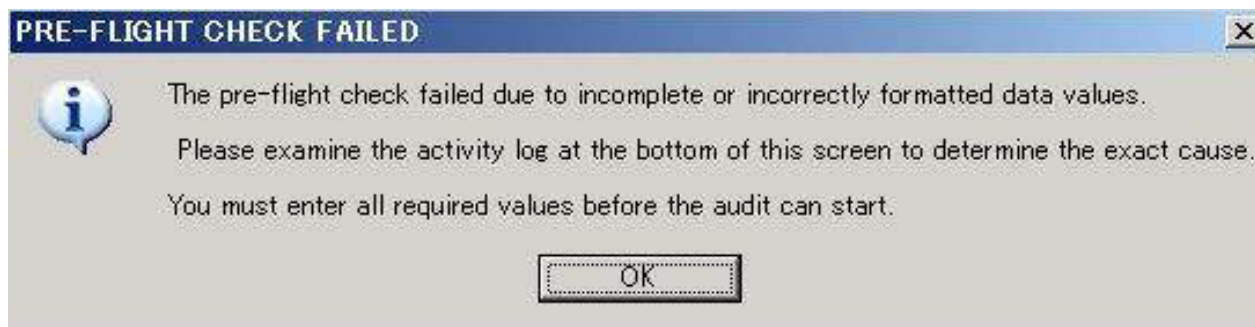 PRE-FLIGHT CHECK FAILED
The pre-flight check failed due to incomplete or incorrectly formatted data values.
Please examine the activity log at the bottom of this screen to determine the exact cause.
You must enter all required values before the audit can start.
OK